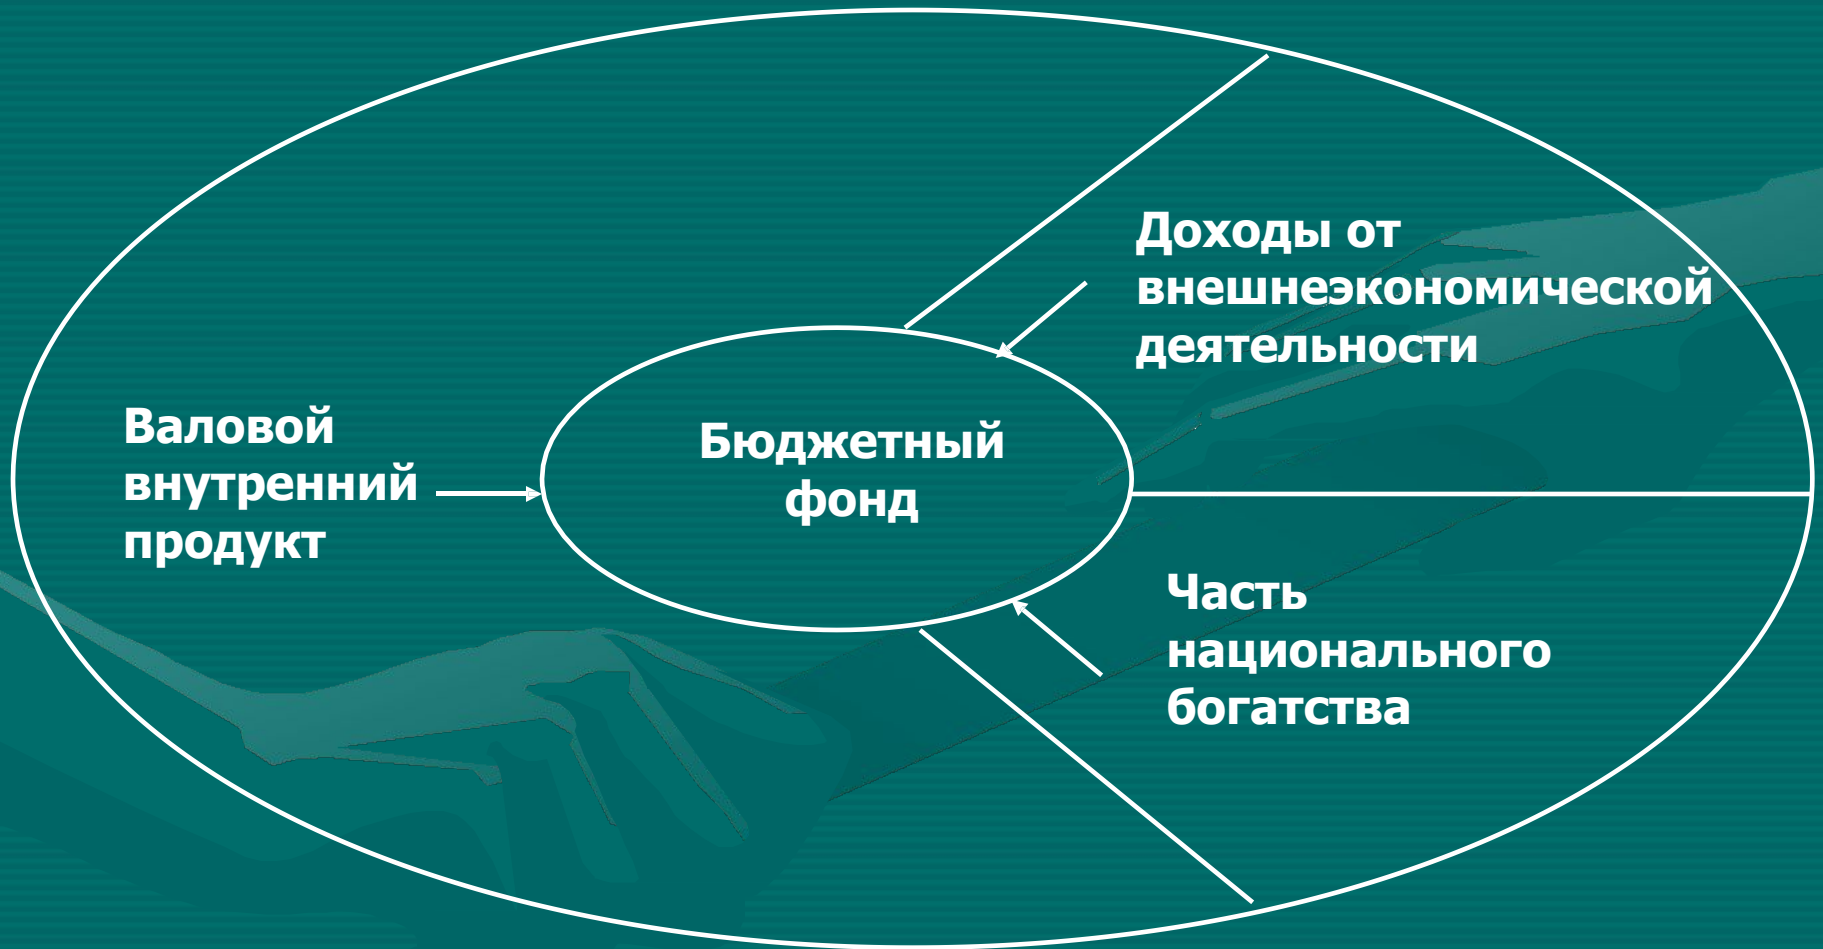 Доходы от
внешнеэкономической
деятельности
Валовой
внутренний
продукт
Бюджетный
фонд
Часть
национального
богатства